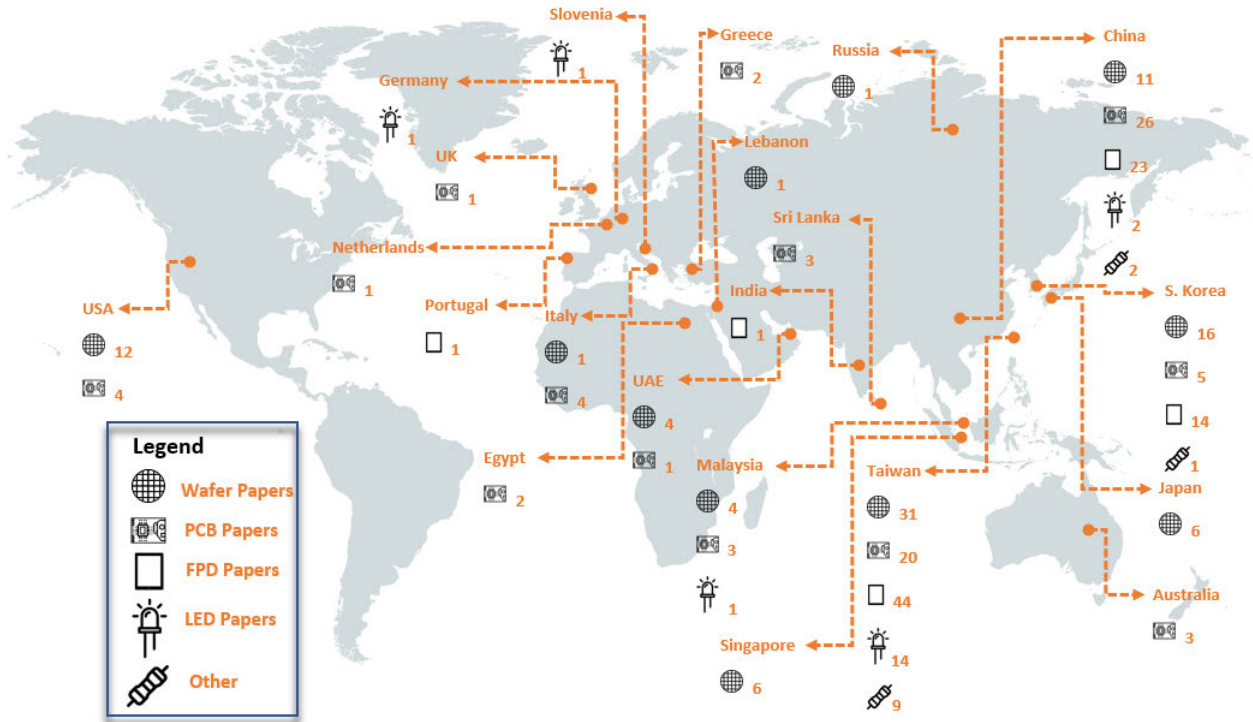 Slovenia
1
Greece
2
Russia
1
China
11
26
23
2
2
Germany
1
UK
1
Lebanon
1
Sri Lanka
3
Netherlands
1
USA
12
4
Portugal
1
Italy
1
4
India
1
S. Korea
16
5
14
1
UAE
4
1
Egypt
2
Malaysia
4
3
1
Taiwan
31
20
44
14
9
Japan
6
Singapore
6
Australia
3
Legend
Wafer Papers
PCB Papers
FPD Papers
LED Papers
Other